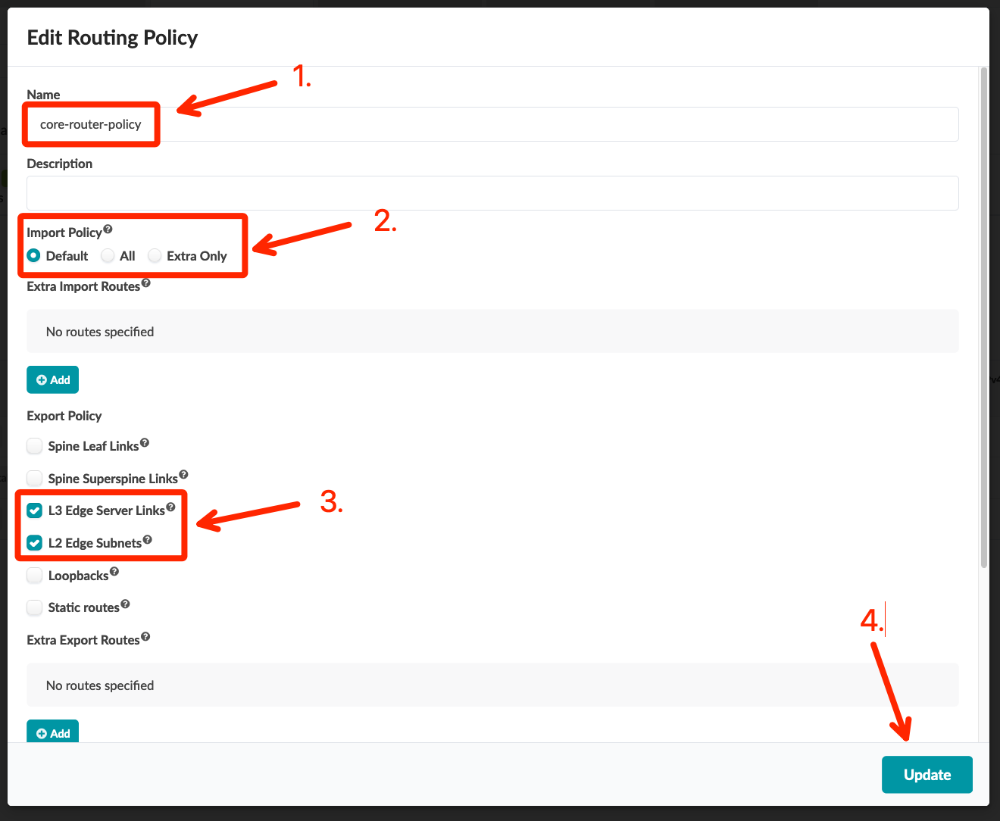 Edit Routing Policy
1.
Name
core-router-policy
Description
2.
Import Policy
Default All Extra Only
Extra Import Routes
No routes specified
Add
Export Policy
Spine Leaf Links
Spine Superspine Links
3.
L3 Edge Server Links
L2 Edge Subnets
Loopbacks
Static routes
4.
Extra Export Routes
No routes specified
Add
Update